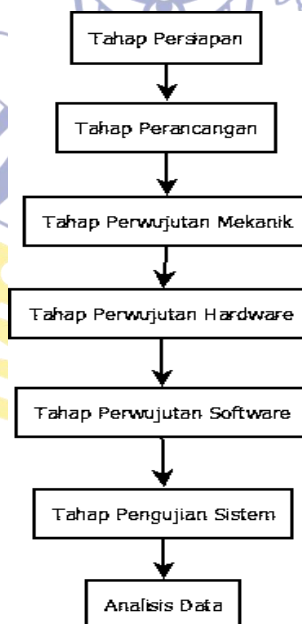 Tahap Persiapan
Tahap Perancangan
Tahap Perwujutan Mekanik
Tahap Perwujutan Hardware
Tahap Perwujutan Software
Tahap Pengujian Sistem
Analisis Data